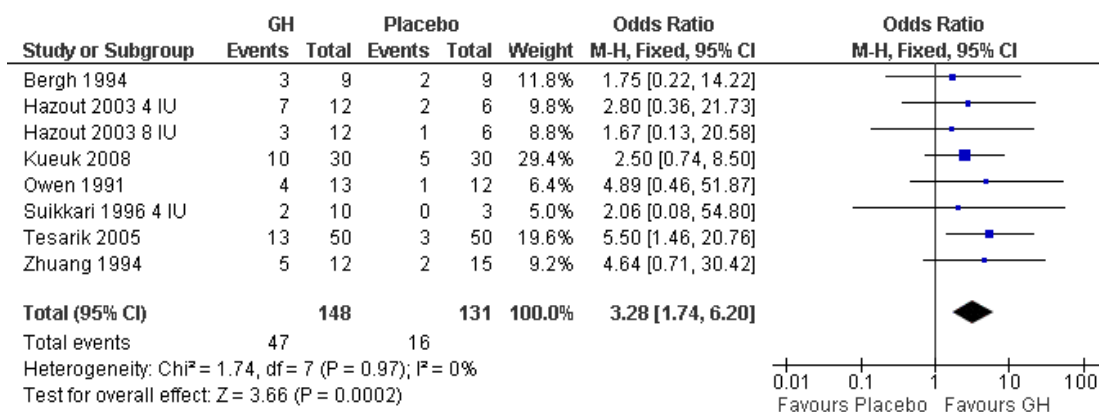 GH Placebo Odds Ratio Odds Ratio
Study or Subgroup Events Total Events Total Weight M-H, Fixed, 95% CI M-H, Fixed, 95% CI
Bergh 1994 3 9 2 9 11.8% 1.75 [0.22, 14.22]
Hazout 2003 4 IU 7 12 2 6 9.8% 2.80 [0.36, 21.73]
Hazout 2003 8 IU 3 12 1 6 8.8% 1.67 [0.13, 20.58]
Kueuk 2008 10 30 5 30 29.4% 2.50 [0.74, 8.50]
Owen 1991 4 13 1 12 6.4% 4.89 [0.46, 51.87]
Suikkari 1996 4 IU 2 10 0 3 5.0% 2.06 [0.08, 54.80]
Tesarik 2005 13 50 3 50 19.6% 5.50 [1.46, 20.76]
Zhuang 1994 5 12 2 15 9.2% 4.64 [0.71, 30.42]
Total (95% CI) 148 131 100.0% 3.28 [1.74, 6.20]
Total events 47 16
Heterogeneity: Chi² = 1.74, df = 7 (P = 0.97); I² = 0%
Test for overall effect: Z = 3.66 (P = 0.0002)
0.01 0.1 1 10 100
Favours Placebo Favours GH